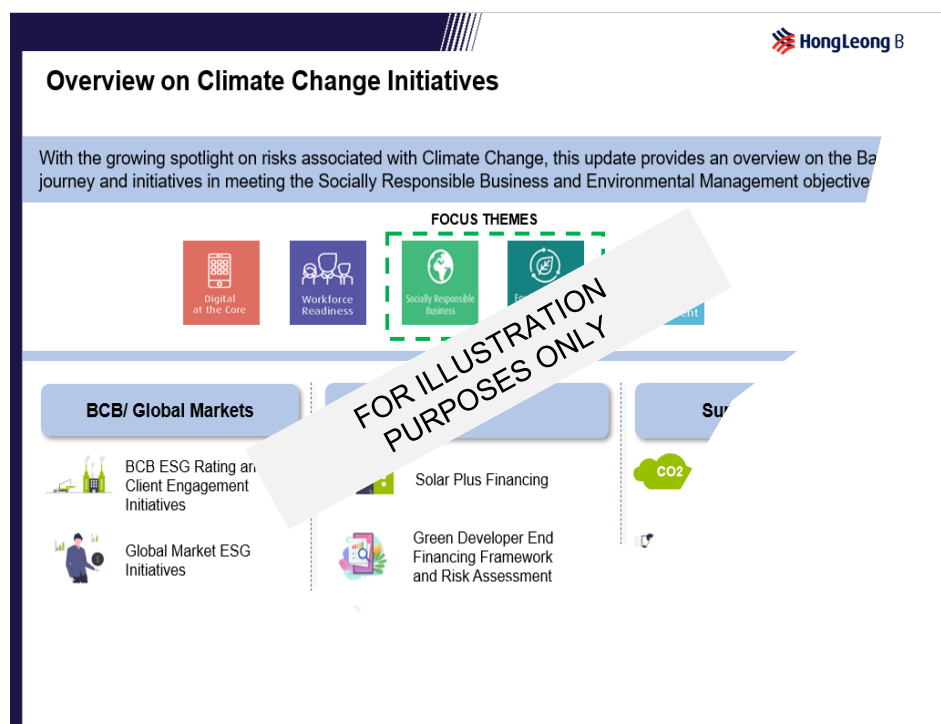 HongLeong B
Overview on Climate Change Initiatives
With the growing spotlight on risks associated with Climate Change, this update provides an overview on the Ba
journey and initiatives in meeting the Socially Responsible Business and Environmental Management objective
FOCUS THEMES
Digital
at the Core
Workforce
Readiness
Socially Responsible
Business
FOR ILLUSTRATION
PURPOSES ONLY
BCB/ Global Markets
BCB ESG Rating an
Client Engagement
Initiatives
Global Market ESG
Initiatives
Solar Plus Financing
Green Developer End
Financing Framework
and Risk Assessment
CO2